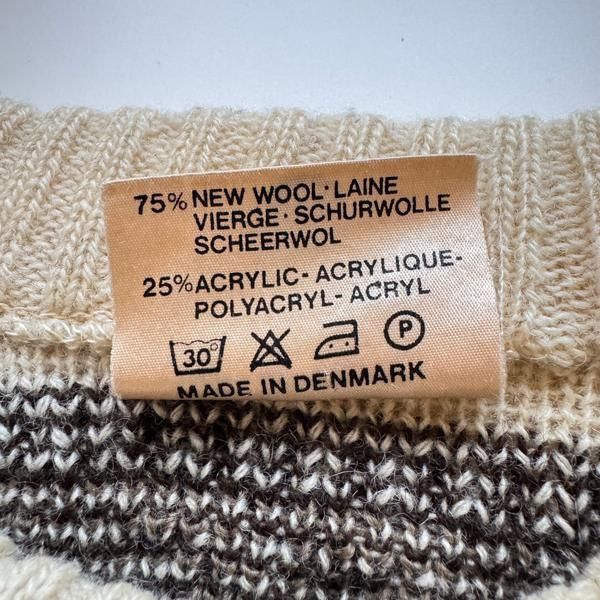 75% NEW WOOL·LAINE
VIERGE·SCHURWOLLE
SCHEERWOL
25% ACRYLIC-ACRYLIQUE-
POLYACRYL-ACRYL
30° P
MADE IN DENMARK